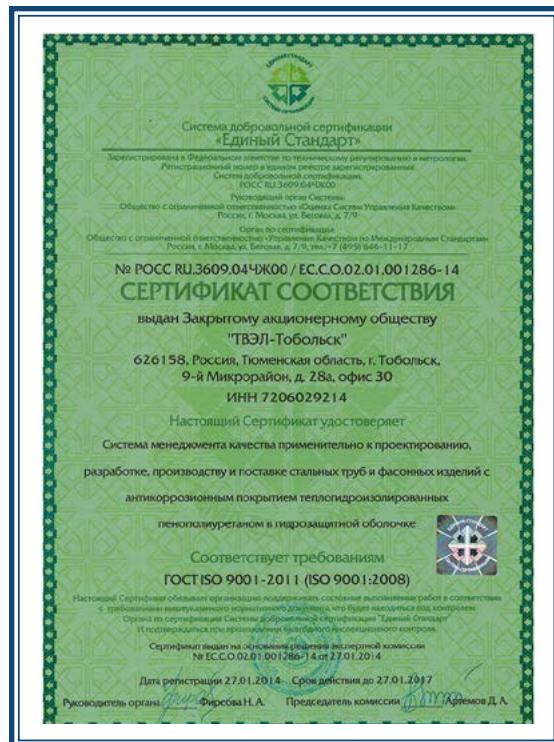 ЕДИНЫЙ СТАНДАРТ
СИСТЕМА СЕРТИФИКАЦИИ
Система добровольной сертификации
«Единый Стандарт»
Зарегистрирована в Федеральном агентстве по техническому регулированию и метрологии
Регистрационный номер в едином реестре зарегистрированных
Систем добровольной сертификации:
РОСС RU.3609.04ЧЖ00
Руководящий орган Системы:
Общество с ограниченной ответственностью «Оценка Систем Управления Качеством»
Россия, г. Москва, ул. Беговая, д. 7/9
Орган по сертификации:
Общество с ограниченной ответственностью «Управления Качеством по Международным Стандартам»
Россия, г. Москва, ул. Беговая, д. 7/9, тел.:+7 (495) 646-11-17
№ РОСС RU.3609.04ЧЖ00 / ЕС.С.О.02.01.001286-14
СЕРТИФИКАТ СООТВЕТСТВИЯ
выдан Закрытому акционерному обществу
"ТВЭЛ-Тобольск"
626158, Россия, Тюменская область, г. Тобольск,
9-й Микрорайон, д. 28а, офис 30
ИНН 7206029214
Настоящий Сертификат удостоверяет
Система менеджмента качества применительно к проектированию,
разработке, производству и поставке стальных труб и фасонных изделий с
антикоррозионным покрытием теплогидроизолированных
пенополиуретаном в гидрозащитной оболочке
Соответствует требованиям
ГОСТ ISO 9001-2011 (ISO 9001:2008)
Настоящий Сертификат обязывает организацию поддерживать состояние выполняемых работ в соответствии
с требованиями вышеуказанного нормативного документа, что будет находиться под контролем
Органа по сертификации Системы добровольной сертификации "Единый Стандарт"
И подтверждаться при прохождении ежегодного инспекционного контроля.
Сертификат выдан на основании решения экспертной комиссии
№ ЕС.С.О.02.01.001286-14 от 27.01.2014
Дата регистрации 27.01.2014 Срок действия до 27.01.2017
Руководитель органа Фирсова Н. А. Председатель комиссии Артемов Д. А.